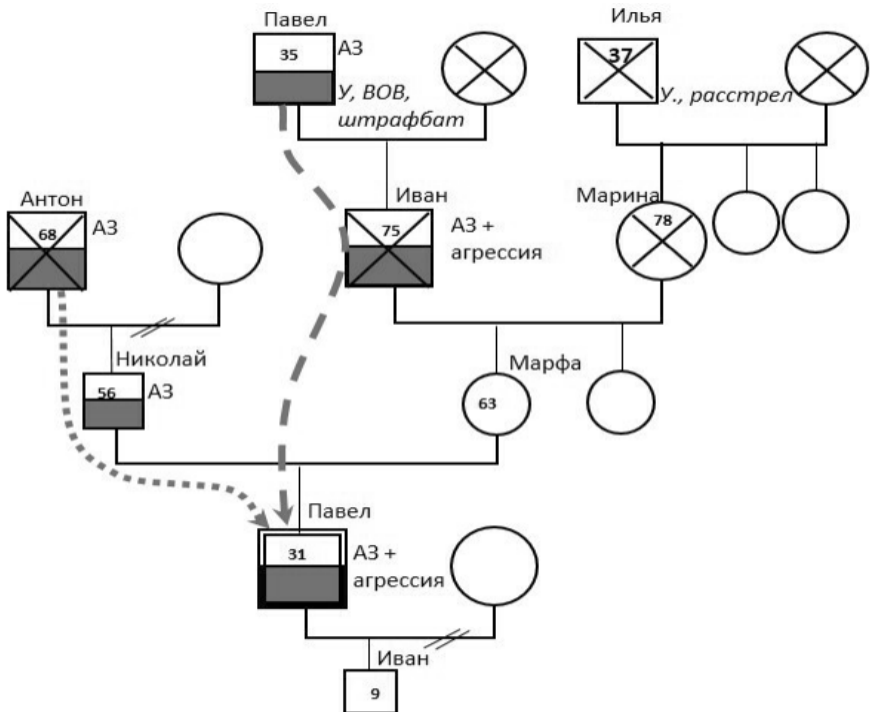 Павел
Илья
35
АЗ
37
У, ВОВ,
штрафбат
У., расстрел
Антон
Иван
Марина
68
АЗ
75
АЗ +
агрессия
78
Николай
Марфа
56
АЗ
63
Павел
31
АЗ +
агрессия
Иван
9